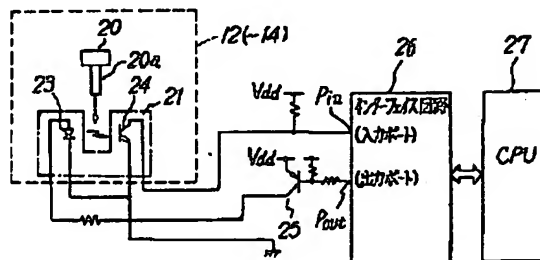 20
12(~14)
26
27
20a
23
24
21
Vdd
Pin
インターフェイス回路
(入力ポート)
CPU
Vdd
(出力ポート)
25
Pout